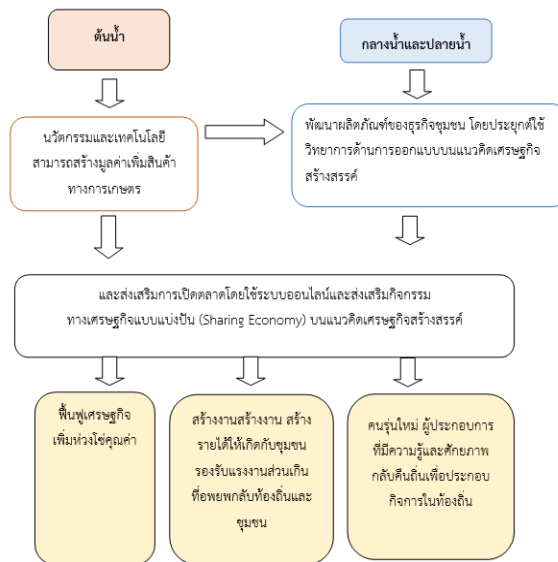 ต้นน้ำ
กลางน้ำและปลายน้ำ
นวัตกรรมและเทคโนโลยี
สามารถสร้างมูลค่าเพิ่มสินค้า
ทางการเกษตร
พัฒนาผลิตภัณฑ์ของธุรกิจชุมชน โดยประยุกต์ใช้
วิทยาการด้านการออกแบบบนแนวคิดเศรษฐกิจ
สร้างสรรค์
และส่งเสริมการเปิดตลาดโดยใช้ระบบออนไลน์และส่งเสริมกิจกรรม
ทางเศรษฐกิจแบบแบ่งปัน (Sharing Economy) บนแนวคิดเศรษฐกิจสร้างสรรค์
ฟื้นฟูเศรษฐกิจ
เพิ่มห่วงโซ่คุณค่า
สร้างงานสร้างงาน สร้าง
รายได้ให้เกิดกับชุมชน
รองรับแรงงานส่วนเกิน
ที่อพยพกลับท้องถิ่นและ
ชุมชน
คนรุ่นใหม่ ผู้ประกอบการ
ที่มีความรู้และศักยภาพ
กลับคืนถิ่นเพื่อประกอบ
กิจการในท้องถิ่น